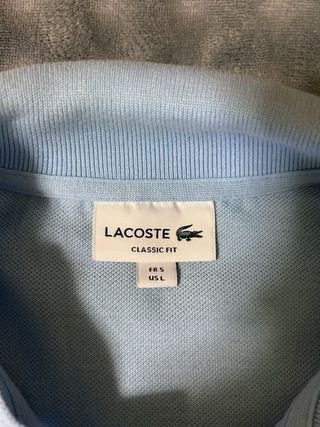 LACOSTE
CLASSIC FIT
FR 5
US L